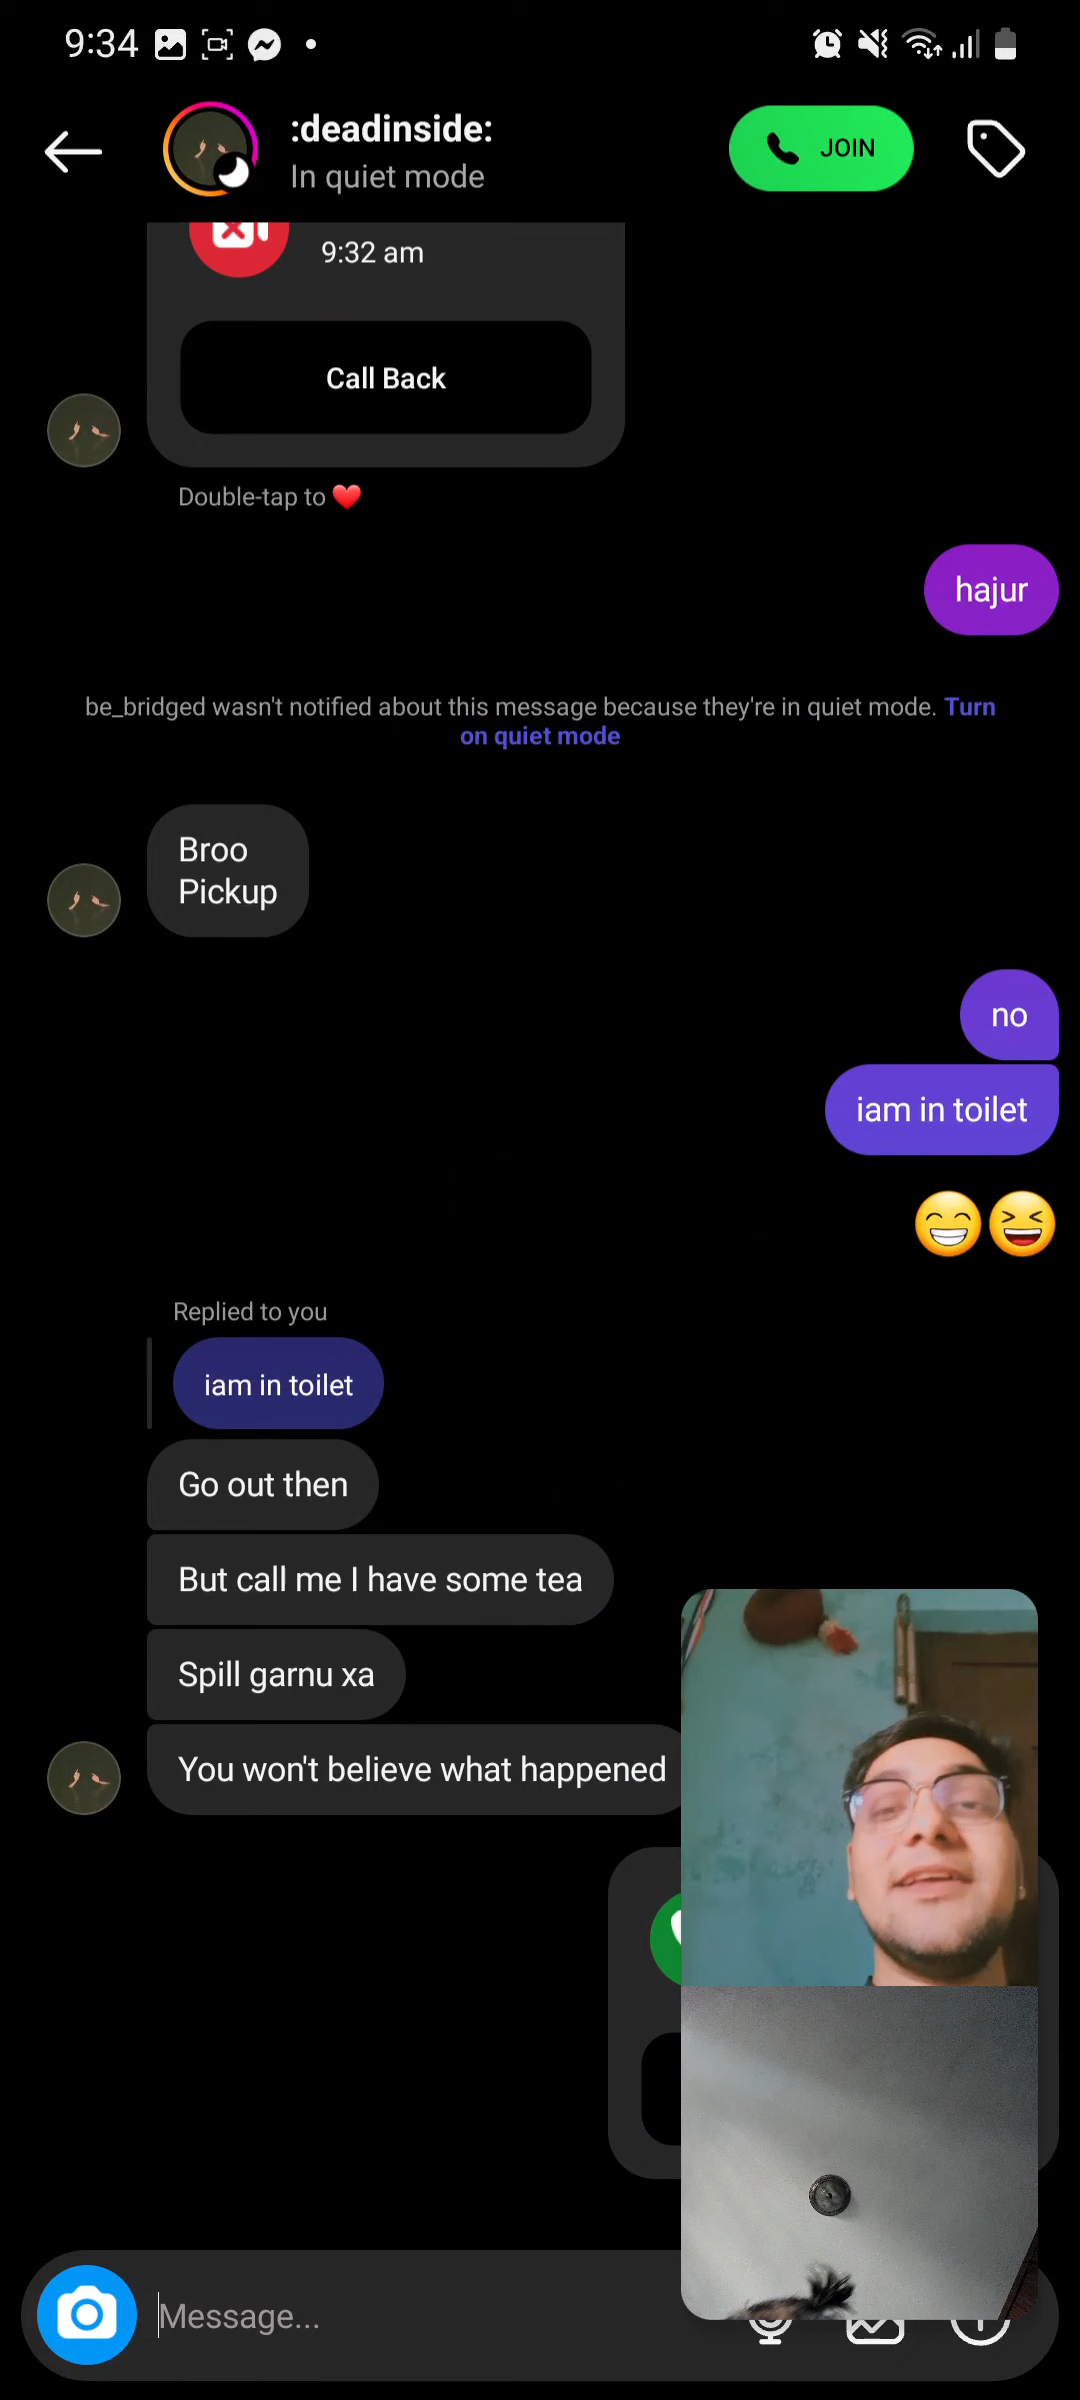 9:34
:deadinside:
In quiet mode
JOIN
9:32 am
Call Back
Double-tap to ❤️
hajur
be_bridged wasn't notified about this message because they're in quiet mode. Turn
on quiet mode
Broo
Pickup
no
iam in toilet
😁😆
Replied to you
iam in toilet
Go out then
But call me I have some tea
Spill garnu xa
You won't believe what happened
Message...